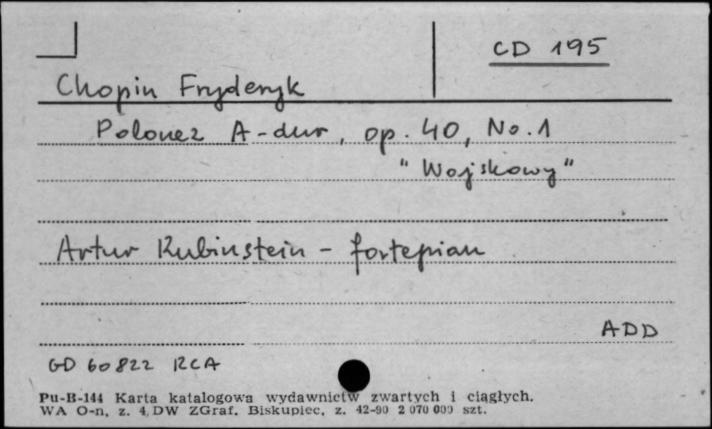 CD 195
Chopin Fryderyk
Polonez A-dur, op. 40, No. 1
"Wojskowy"
Artur Rubinstein - fortepian
ADD
GD 60822 RCA
Pu-B-144 Karta katalogowa wydawnictw zwartych i ciągłych.
WA O-n, z. 4, DW ZGraf. Biskupiec, z. 42-90 2 070 000 szt.